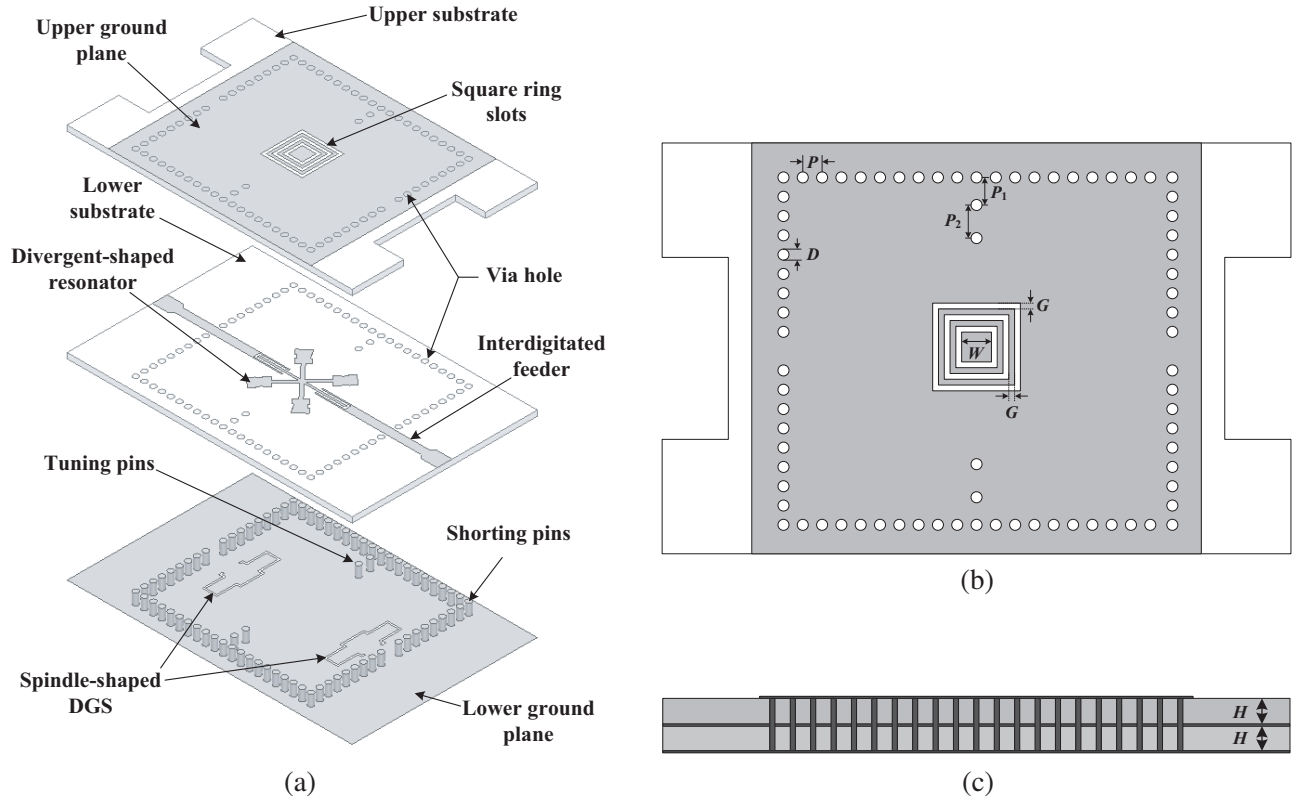 Upper substrate
Upper ground
plane
Square ring
slots
Lower
substrate
Divergent-shaped
resonator
Via hole
Interdigitated
feeder
Tuning pins
Shorting pins
Spindle-shaped
DGS
Lower ground
plane
(a)
P
P1
P2
D
G
W
G
(b)
H
H
(c)